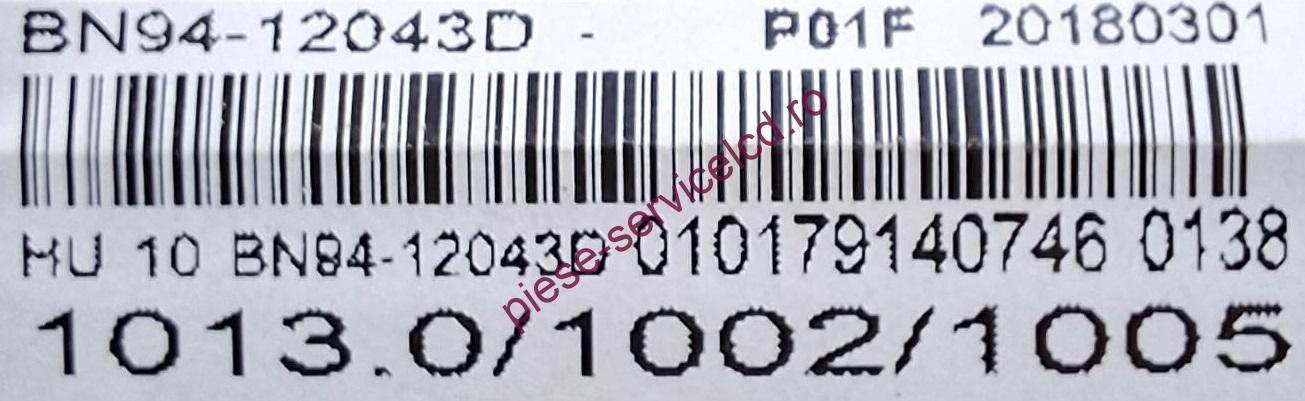 BN94-12043D - P01F 20180301
HU 10 BN94-12043D 010179140746 0138
1013.0/1002/1005
piese-servicelcd.ro